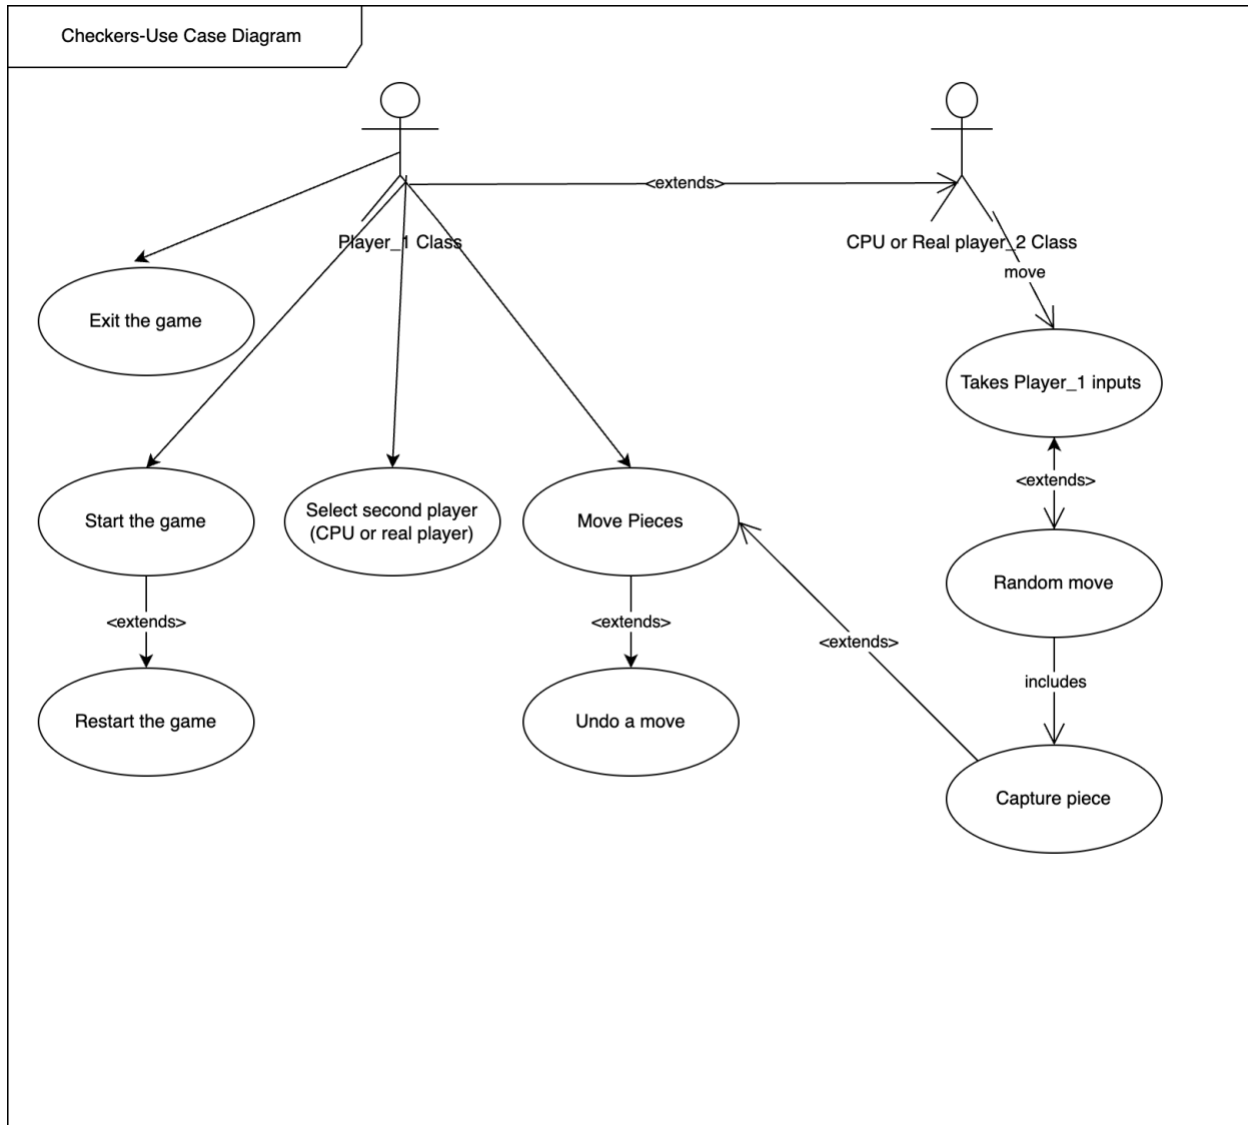 Checkers-Use Case Diagram
<extends>
Player_1 Class
CPU or Real player_2 Class
move
Exit the game
Takes Player_1 inputs
<extends>
Start the game
Select second player
(CPU or real player)
Move Pieces
Random move
<extends>
<extends>
<extends>
includes
Restart the game
Undo a move
Capture piece